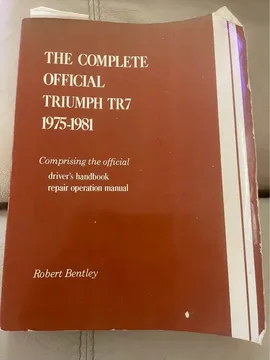 THE COMPLETE
OFFICIAL
TRIUMPH TR7
1975-1981
Comprising the official
driver's handbook
repair operation manual
Robert Bentley